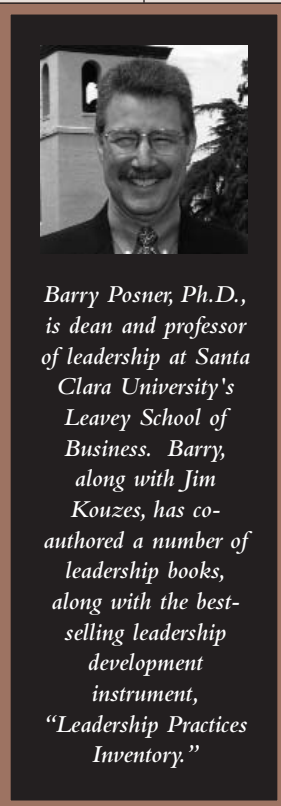 Barry Posner, Ph.D.,
is dean and professor
of leadership at Santa
Clara University's
Leavey School of
Business.  Barry,
along with Jim
Kouzes, has co-
authored a number of
leadership books,
along with the best-
selling leadership
development
instrument,
“Leadership Practices
Inventory.”